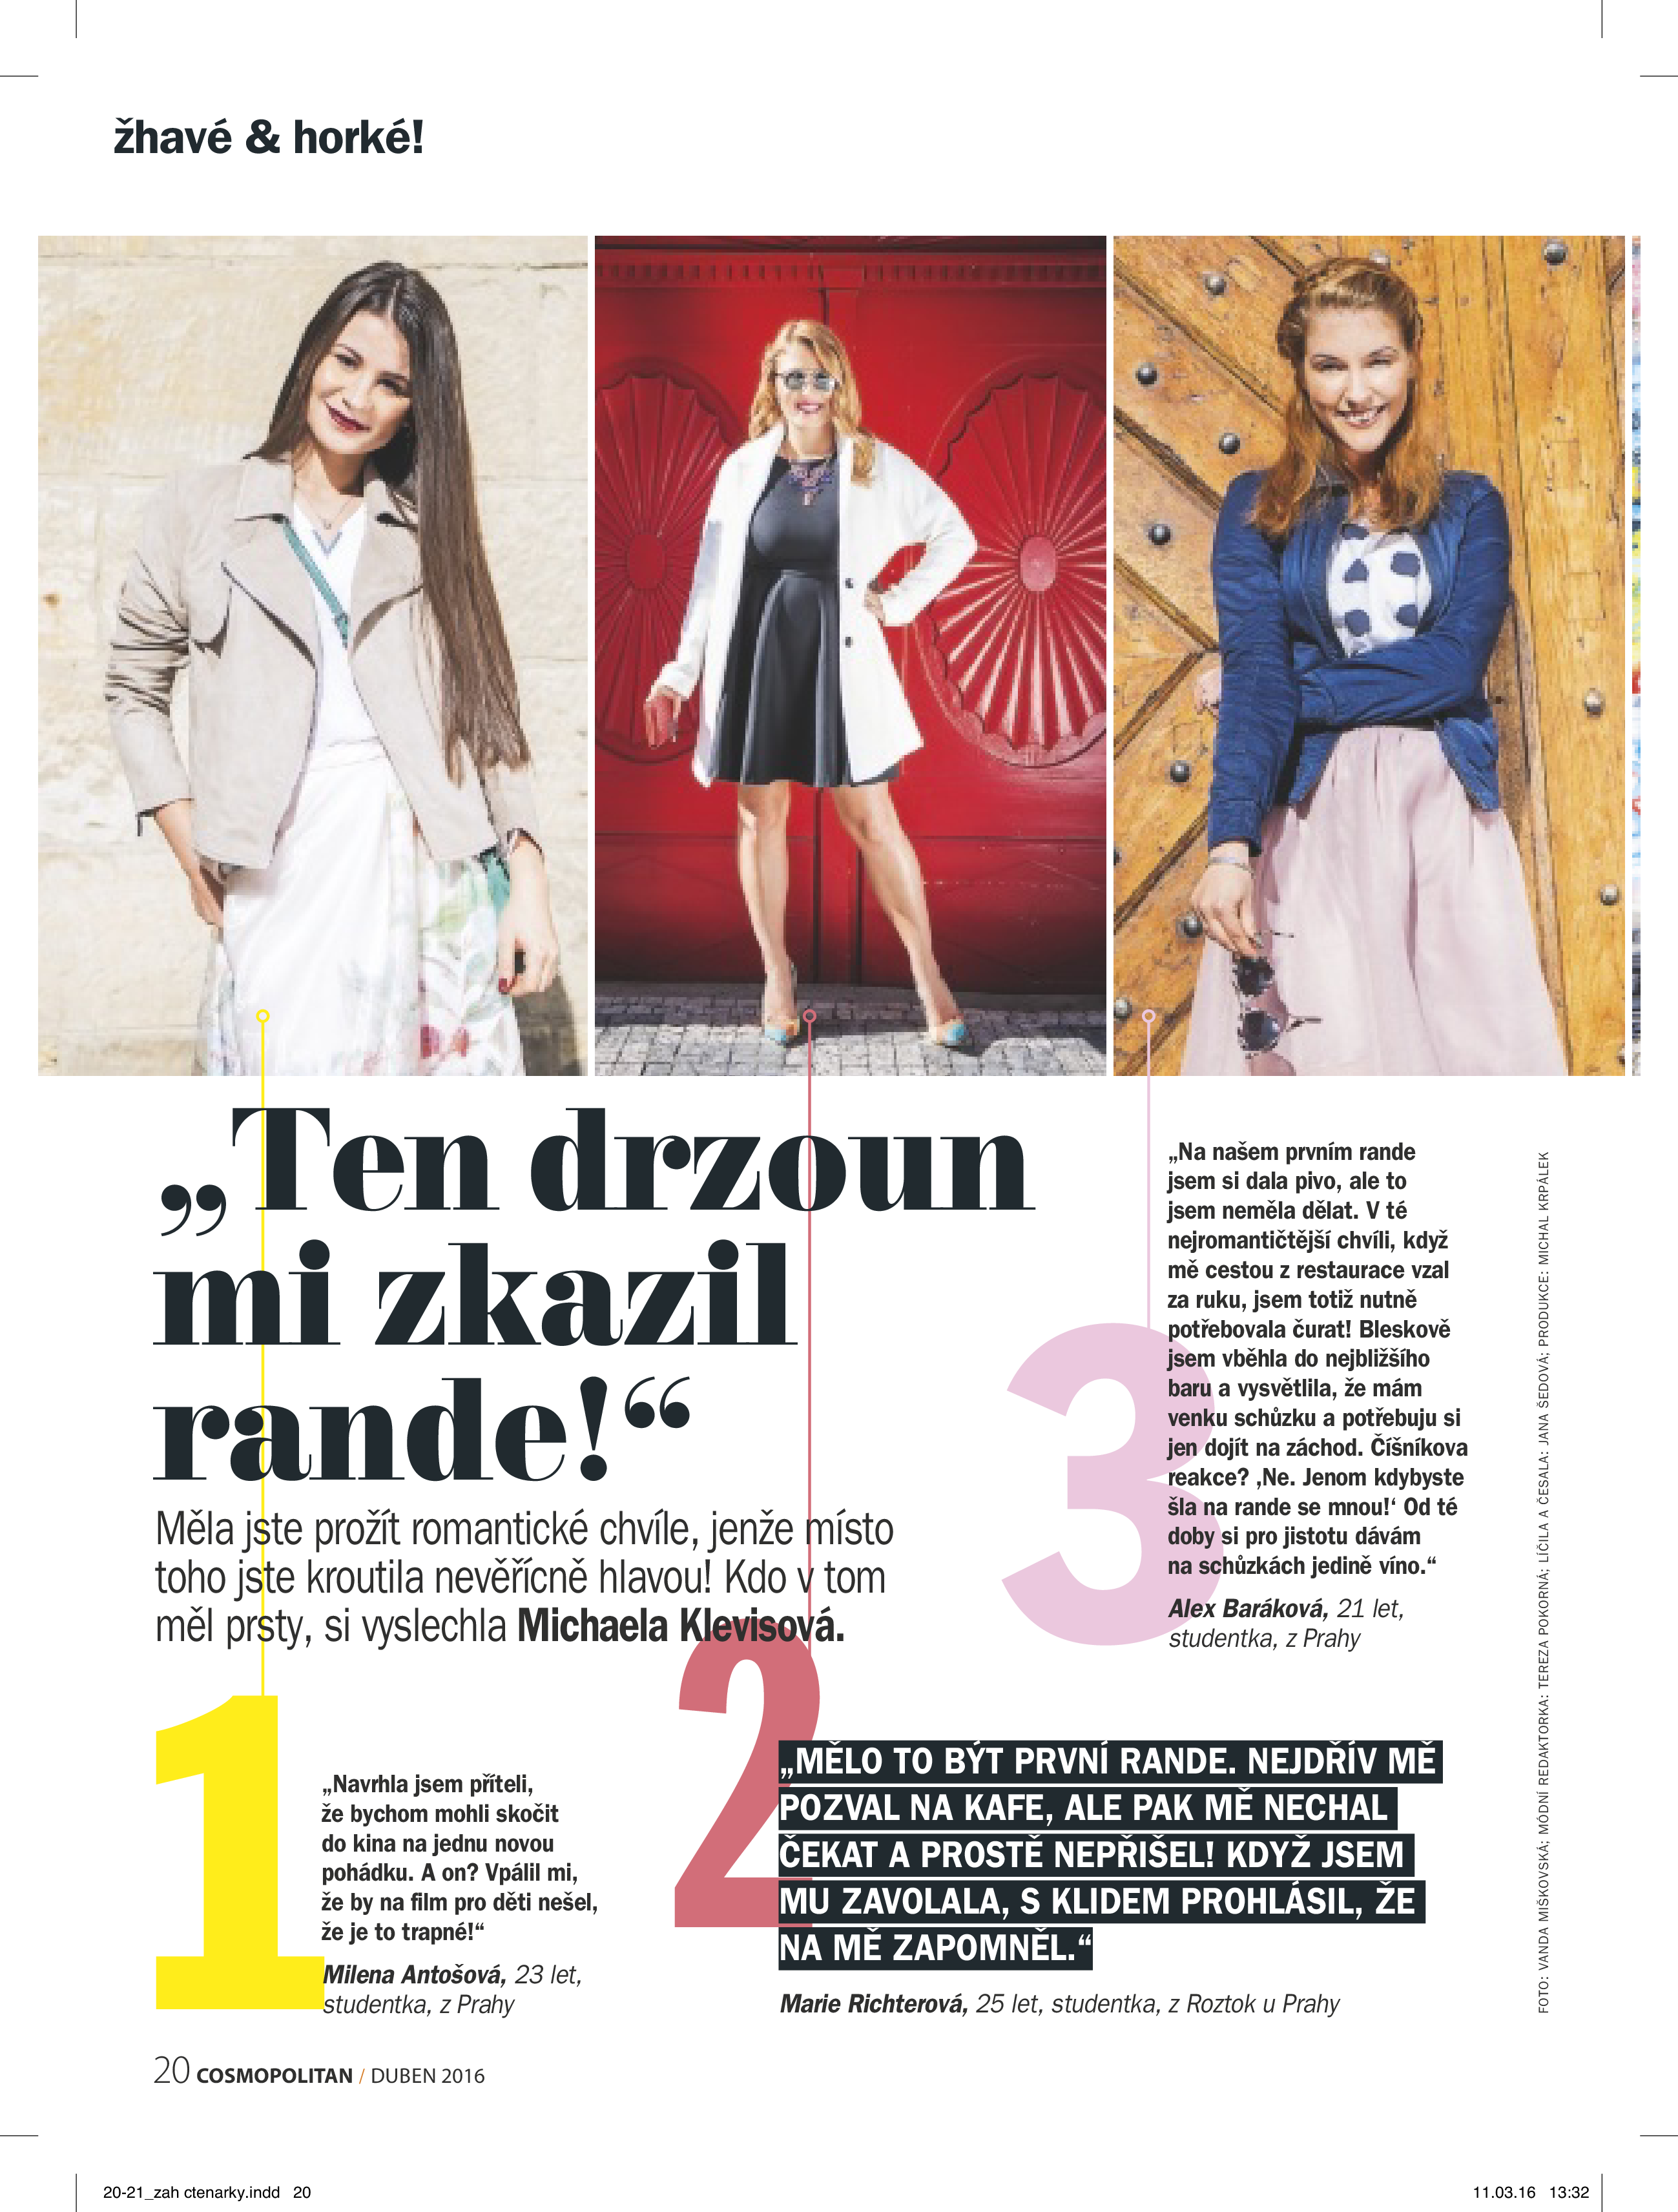 žhavé & horké!
„Ten drzoun
mi zkazil
rande!“
Měla jste prožít romantické chvíle, jenže místo
toho jste kroutila nevěřícně hlavou! Kdo v tom
měl prsty, si vyslechla Michaela Klevisová.
1
„Navrhla jsem příteli,
že bychom mohli skočit
do kina na jednu novou
pohádku. A on? Vpálil mi,
že by na film pro děti nešel,
že je to trapné!“
Milena Antošová, 23 let,
studentka, z Prahy
2
„MĚLO TO BÝT PRVNÍ RANDE. NEJDŘÍV MĚ
POZVAL NA KAFE, ALE PAK MĚ NECHAL
ČEKAT A PROSTĚ NEPŘIŠEL! KDYŽ JSEM
MU ZAVOLALA, S KLIDEM PROHLÁSIL, ŽE
NA MĚ ZAPOMNĚL.“
Marie Richterová, 25 let, studentka, z Roztok u Prahy
3
„Na našem prvním rande
jsem si dala pivo, ale to
jsem neměla dělat. V té
nejromantičtější chvíli, když
mě cestou z restaurace vzal
za ruku, jsem totiž nutně
potřebovala čurat! Bleskově
jsem vběhla do nejbližšího
baru a vysvětlila, že mám
venku schůzku a potřebuju si
jen dojít na záchod. Číšníkova
reakce? ‚Ne. Jenom kdybyste
šla na rande se mnou!‘ Od té
doby si pro jistotu dávám
na schůzkách jedině víno.“
Alex Baráková, 21 let,
studentka, z Prahy
FOTO: VANDA MIŠKOVSKÁ; MÓDNÍ REDAKTORKA: TEREZA POKORNÁ; LÍČILA A ČESALA: JANA ŠEDOVÁ; PRODUKCE: MICHAL KRPÁLEK
20 COSMOPOLITAN / DUBEN 2016
20-21_zah ctenarky.indd 20
11.03.16 13:32